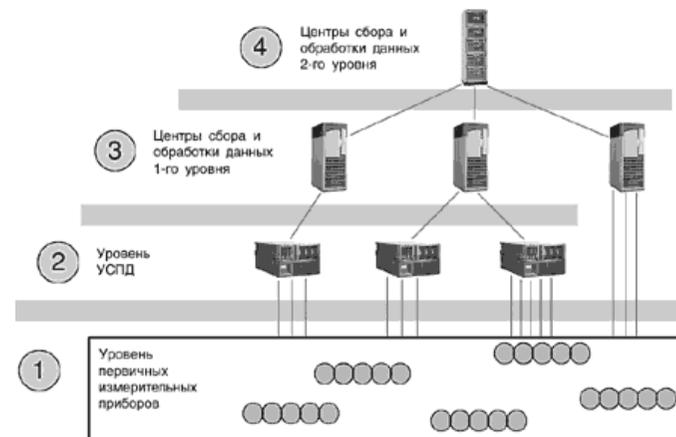 4
Центры сбора и
обработки данных
2-го уровня
3
Центры сбора и
обработки данных
1-го уровня
2
Уровень
УСПД
1
Уровень
первичных
измерительных
приборов